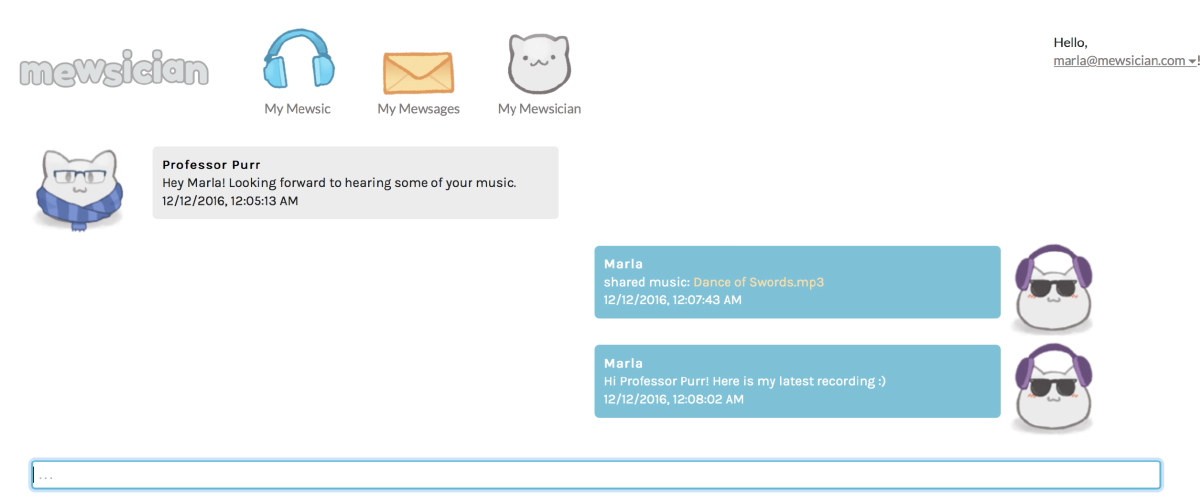 mewsician
My Mewsic
My Mewsages
My Mewsician
Hello,
marla@mewsician.com !
Professor Purr
Hey Marla! Looking forward to hearing some of your music.
12/12/2016, 12:05:13 AM
Marla
shared music: Dance of Swords.mp3
12/12/2016, 12:07:43 AM
Marla
Hi Professor Purr! Here is my latest recording :)
12/12/2016, 12:08:02 AM
...